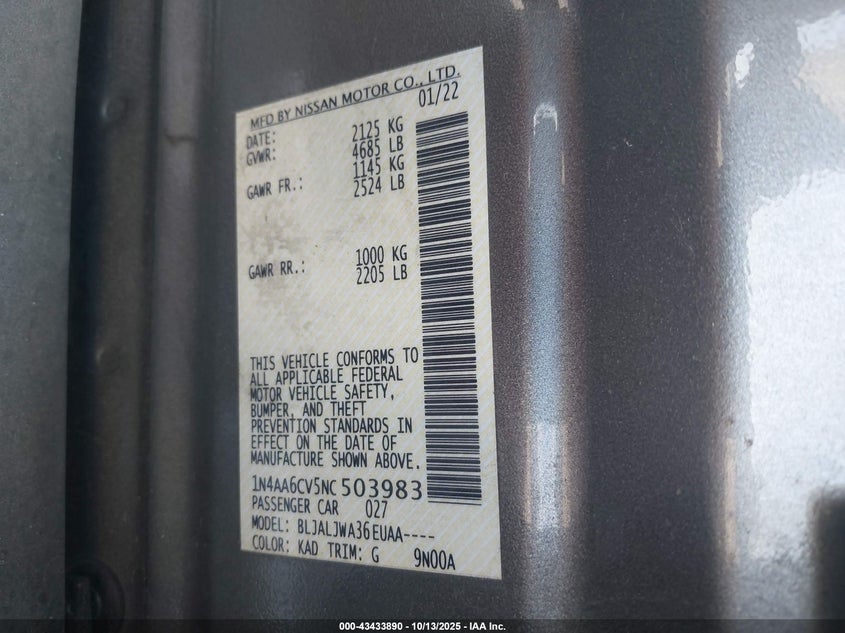 MFD BY NISSAN MOTOR CO., LTD.
DATE: 01/22
GVWR: 2125 KG
4685 LB
GAWR FR.: 1145 KG
2524 LB
GAWR RR.: 1000 KG
2205 LB
THIS VEHICLE CONFORMS TO
ALL APPLICABLE FEDERAL
MOTOR VEHICLE SAFETY,
BUMPER, AND THEFT
PREVENTION STANDARDS IN
EFFECT ON THE DATE OF
MANUFACTURE SHOWN ABOVE.
1N4AA6CV5NC503983
PASSENGER CAR 027
MODEL: BLJALJWA36EUAA----
COLOR: KAD TRIM: G 9N00A
000-43433890 - 10/13/2025 - IAA Inc.